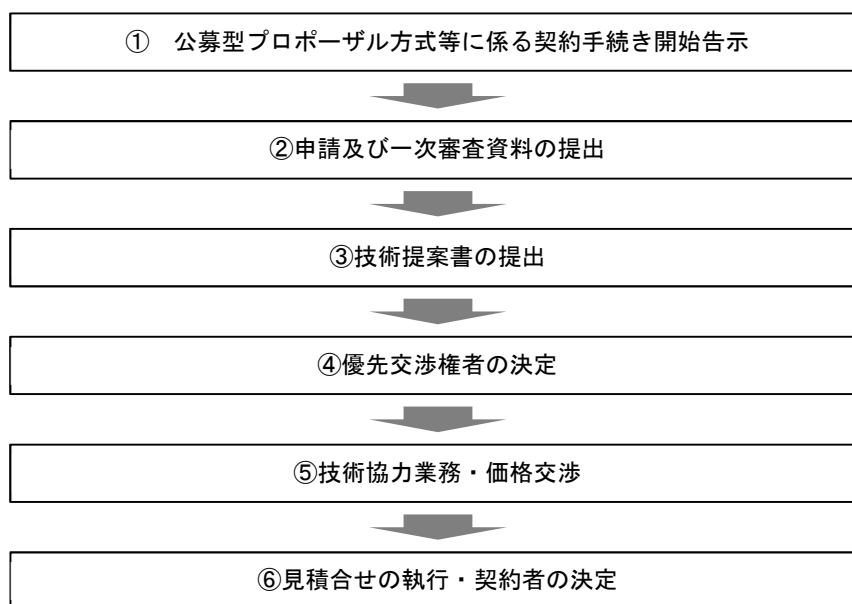 ①　公募型プロポーザル方式等に係る契約手続き開始告示
②申請及び一次審査資料の提出
③技術提案書の提出
④優先交渉権者の決定
⑤技術協力業務・価格交渉
⑥見積合せの執行・契約者の決定